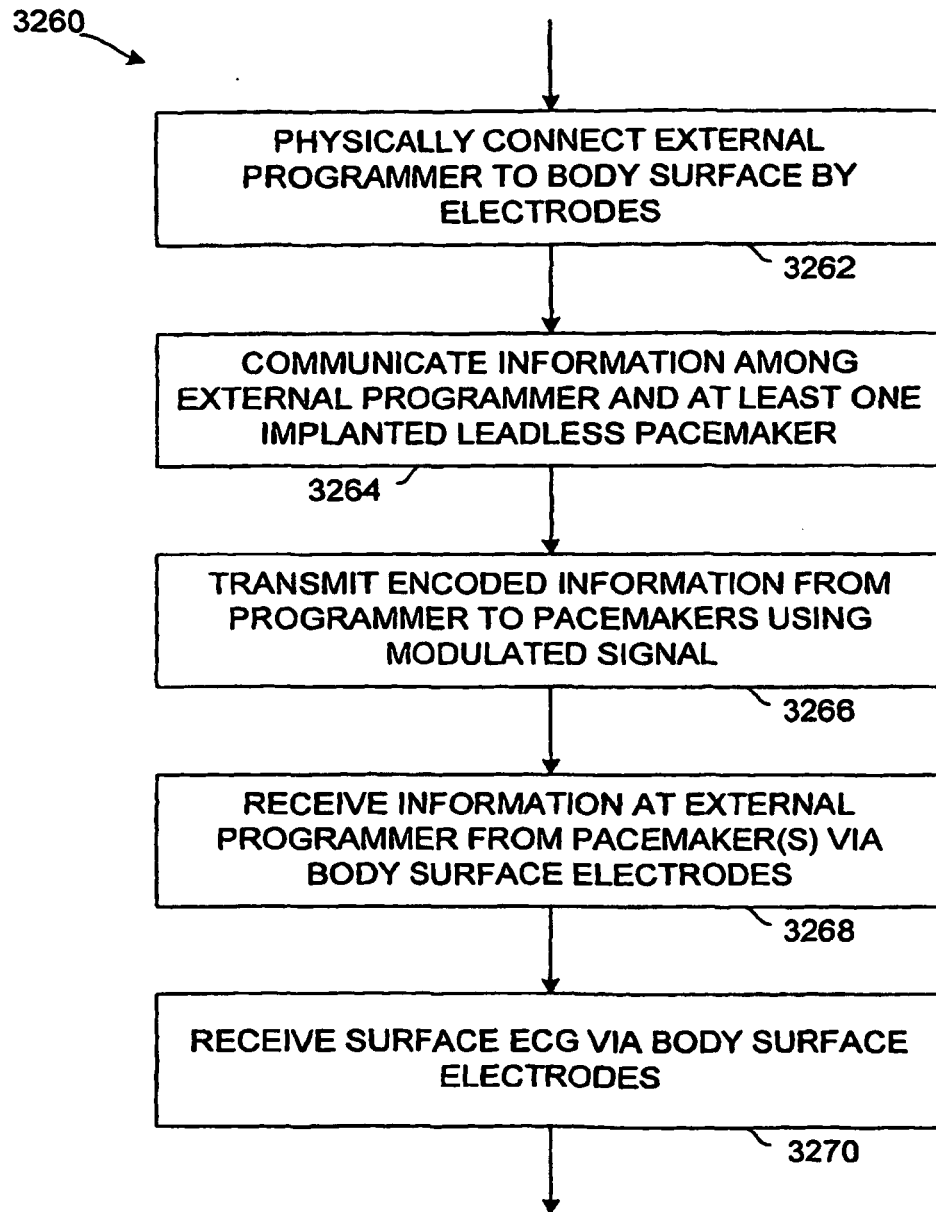 3260
PHYSICALLY CONNECT EXTERNAL
PROGRAMMER TO BODY SURFACE BY
ELECTRODES
3262
COMMUNICATE INFORMATION AMONG
EXTERNAL PROGRAMMER AND AT LEAST ONE
IMPLANTED LEADLESS PACEMAKER
3264
TRANSMIT ENCODED INFORMATION FROM
PROGRAMMER TO PACEMAKERS USING
MODULATED SIGNAL
3266
RECEIVE INFORMATION AT EXTERNAL
PROGRAMMER FROM PACEMAKER(S) VIA
BODY SURFACE ELECTRODES
3268
RECEIVE SURFACE ECG VIA BODY SURFACE
ELECTRODES
3270